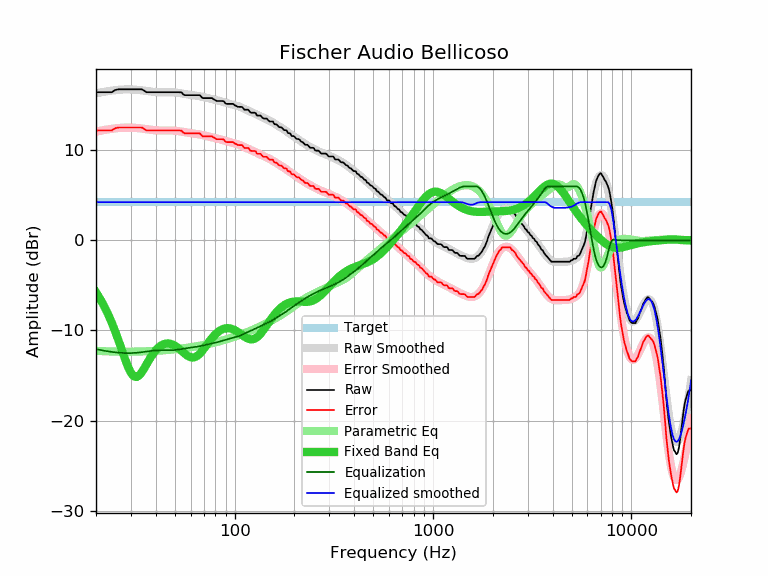 Fischer Audio Bellicoso
Amplitude (dBr)
10
0
−10
−20
−30
Target
Raw Smoothed
Error Smoothed
Raw
Error
Parametric Eq
Fixed Band Eq
Equalization
Equalized smoothed
100
1000
10000
Frequency (Hz)